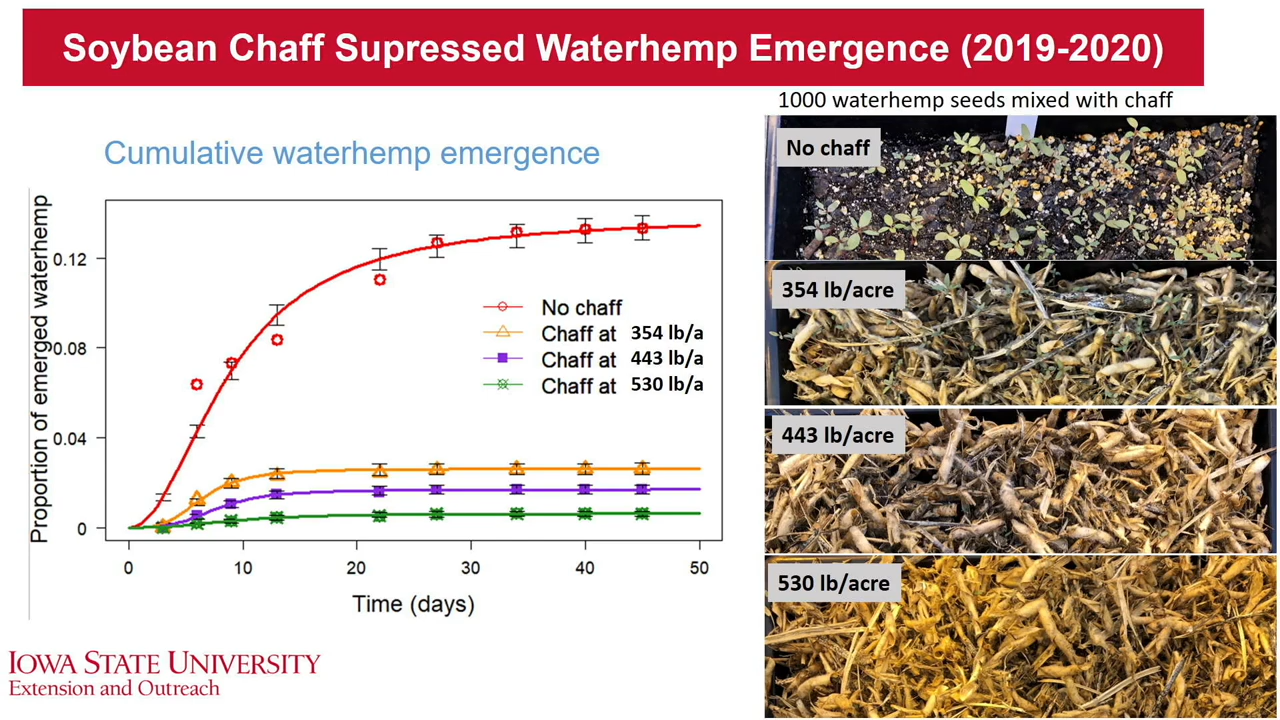 Soybean Chaff Supressed Waterhemp Emergence (2019-2020)
1000 waterhemp seeds mixed with chaff
Cumulative waterhemp emergence
Proportion of emerged waterhemp
0.12
0.08
0.04
0
0 10 20 30 40 50
Time (days)
No chaff
Chaff at 354 lb/a
Chaff at 443 lb/a
Chaff at 530 lb/a
No chaff
354 lb/acre
443 lb/acre
530 lb/acre
IOWA STATE UNIVERSITY
Extension and Outreach